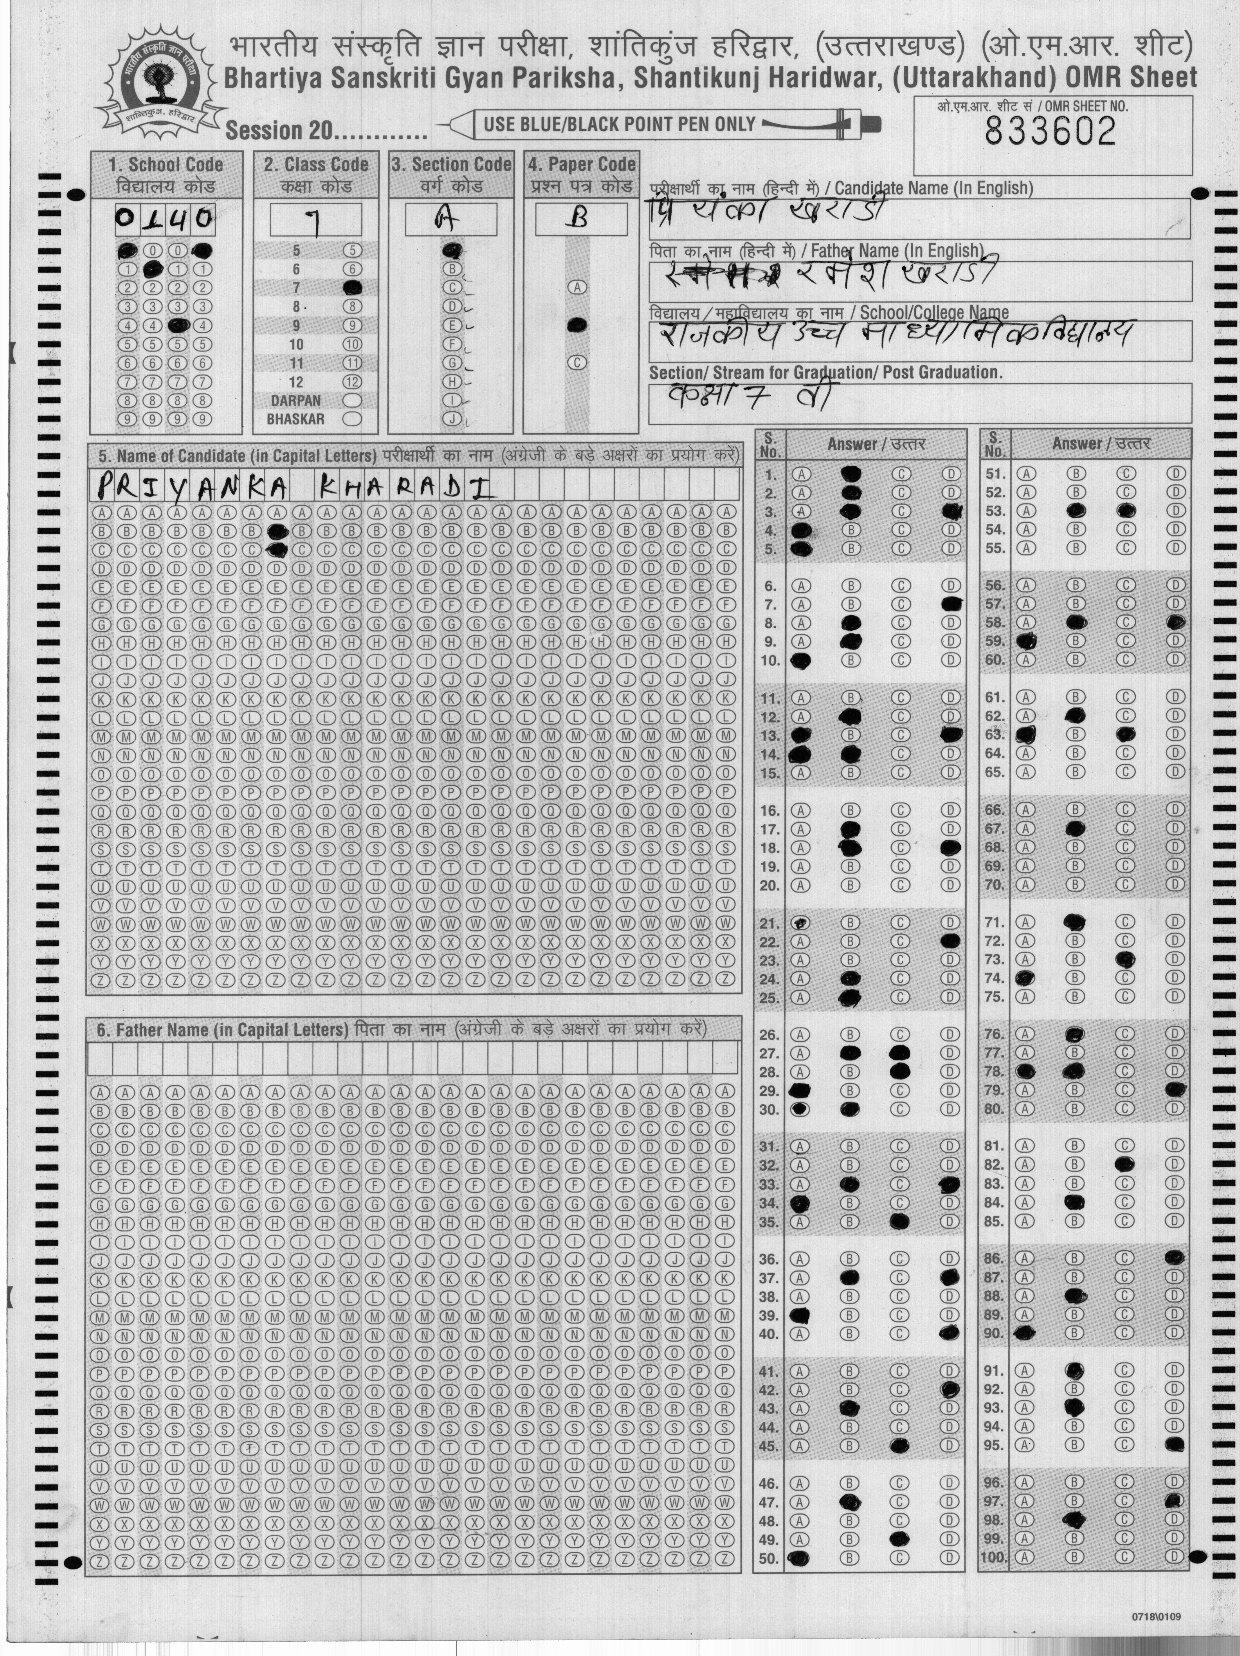 भारतीय संस्कृति ज्ञान परीक्षा, शांतिकुंज हरिद्वार, (उत्तराखण्ड) (ओ.एम.आर. शीट)
Bhartiya Sanskriti Gyan Pariksha, Shantikunj Haridwar, (Uttarakhand) OMR Sheet
Session 20............
USE BLUE/BLACK POINT PEN ONLY
ओ.एम.आर. शीट सं / OMR SHEET NO.
833602
1. School Code
विद्यालय कोड
0140
2. Class Code
कक्षा कोड
7
5
6
7
8
9
10
11
12
DARPAN
BHASKAR
3. Section Code
वर्ग कोड
A
4. Paper Code
प्रश्न पत्र कोड
B
परीक्षार्थी का नाम (हिन्दी में) / Candidate Name (In English)
प्रियंका खराडी
पिता का नाम (हिन्दी में) / Father Name (In English)
रमेश खराडी
विद्यालय / महाविद्यालय का नाम / School/College Name
राजकीय उच्च माध्यामिक विद्यालय
Section/ Stream for Graduation/ Post Graduation.
कक्षा 7 वी
5. Name of Candidate (in Capital Letters) परीक्षार्थी का नाम (अंग्रेजी के बड़े अक्षरों का प्रयोग करें)
PRIYANKA KHARADI
6. Father Name (in Capital Letters) पिता का नाम (अंग्रेजी के बड़े अक्षरों का प्रयोग करें)
S. No. Answer / उत्तर
S. No. Answer / उत्तर
0718\0109